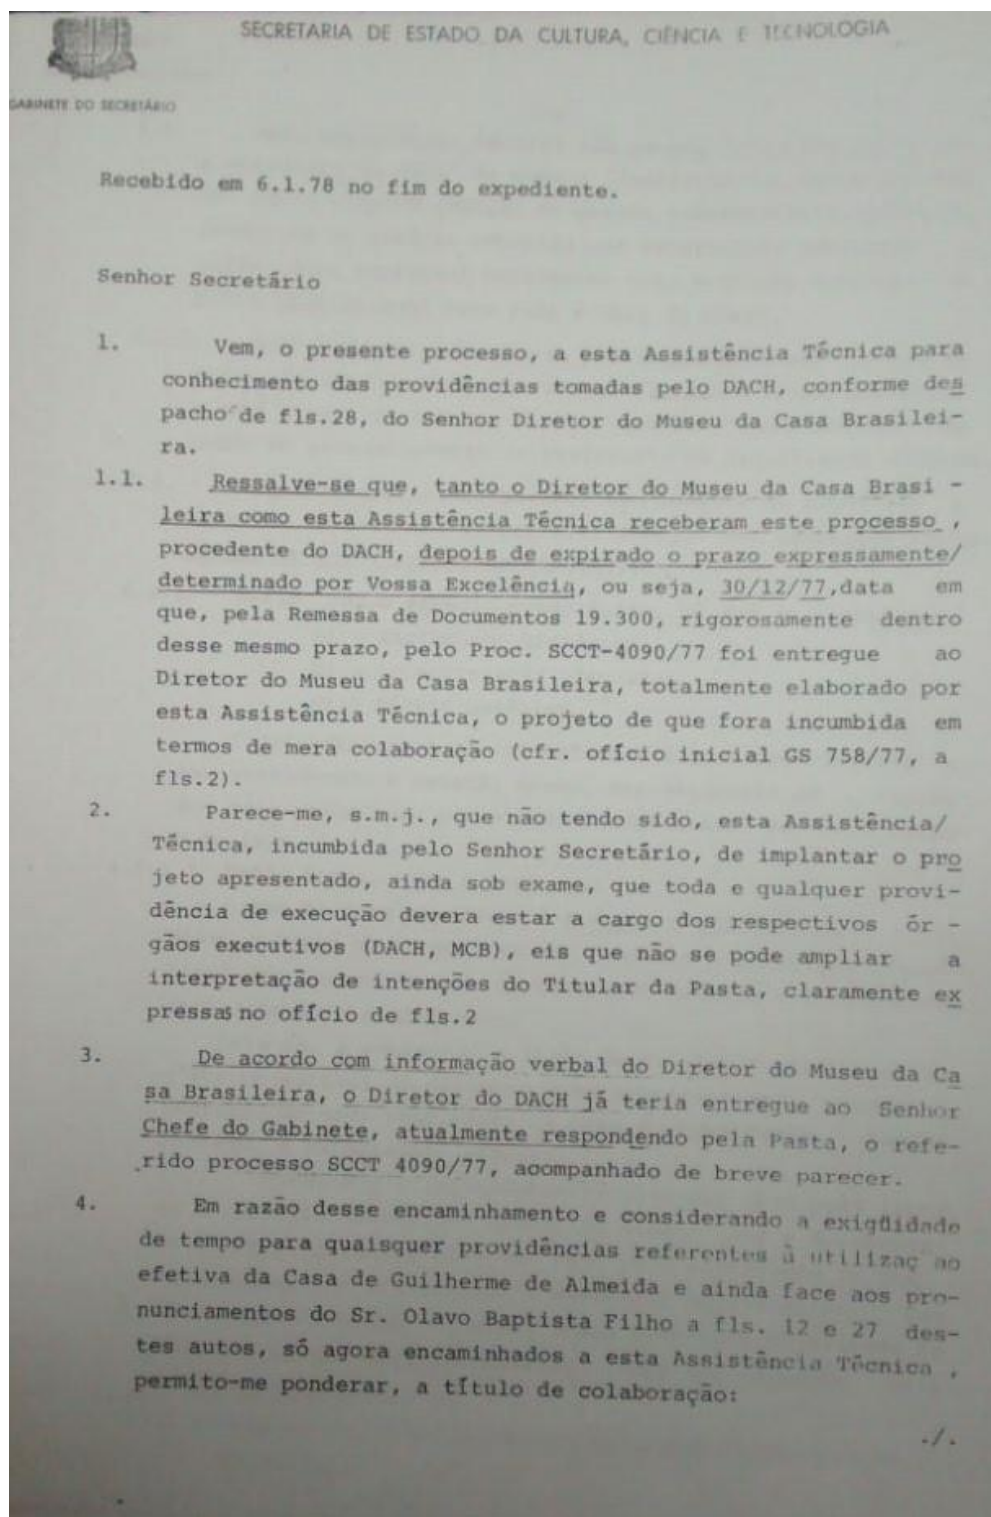 SECRETARIA DE ESTADO DA CULTURA, CIÊNCIA E TECNOLOGIA
GABINETE DO SECRETÁRIO
Recebido em 6.1.78 no fim do expediente.
Senhor Secretário
1. Vem, o presente processo, a esta Assistência Técnica para
conhecimento das providências tomadas pelo DACH, conforme des
pacho de fls.28, do Senhor Diretor do Museu da Casa Brasilei-
ra.
1.1. Ressalve-se que, tanto o Diretor do Museu da Casa Brasi -
leira como esta Assistência Técnica receberam este processo ,
procedente do DACH, depois de expirado o prazo expressamente/
determinado por Vossa Excelência, ou seja, 30/12/77,data em
que, pela Remessa de Documentos 19.300, rigorosamente dentro
desse mesmo prazo, pelo Proc. SCCT-4090/77 foi entregue ao
Diretor do Museu da Casa Brasileira, totalmente elaborado por
esta Assistência Técnica, o projeto de que fora incumbida em
termos de mera colaboração (cfr. ofício inicial GS 758/77, a
fls.2).
2. Parece-me, s.m.j., que não tendo sido, esta Assistência/
Técnica, incumbida pelo Senhor Secretário, de implantar o pro
jeto apresentado, ainda sob exame, que toda e qualquer provi-
dência de execução devera estar a cargo dos respectivos ór -
gãos executivos (DACH, MCB), eis que não se pode ampliar a
interpretação de intenções do Titular da Pasta, claramente ex
pressas no ofício de fls.2
3. De acordo com informação verbal do Diretor do Museu da Ca
sa Brasileira, o Diretor do DACH já teria entregue ao Senhor
Chefe do Gabinete, atualmente respondendo pela Pasta, o refe-
rido processo SCCT 4090/77, acompanhado de breve parecer.
4. Em razão desse encaminhamento e considerando a exigüidade
de tempo para quaisquer providências referentes à utilizaç ao
efetiva da Casa de Guilherme de Almeida e ainda face aos pro-
nunciamentos do Sr. Olavo Baptista Filho a fls. 12 e 27 des-
tes autos, só agora encaminhados a esta Assistência Técnica ,
permito-me ponderar, a título de colaboração:
./.